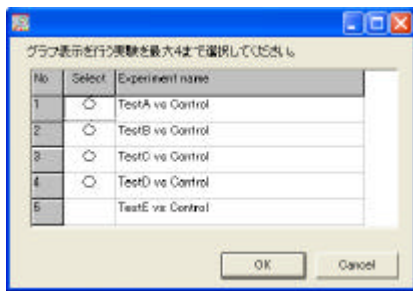 グラフ表示を行う実験を最大4まで選択してください。
No Select Experiment name
1 ○ TestA vs Control
2 ○ TestB vs Control
3 ○ TestC vs Control
4 ○ TestD vs Control
5 TestE vs Control
OK Cancel